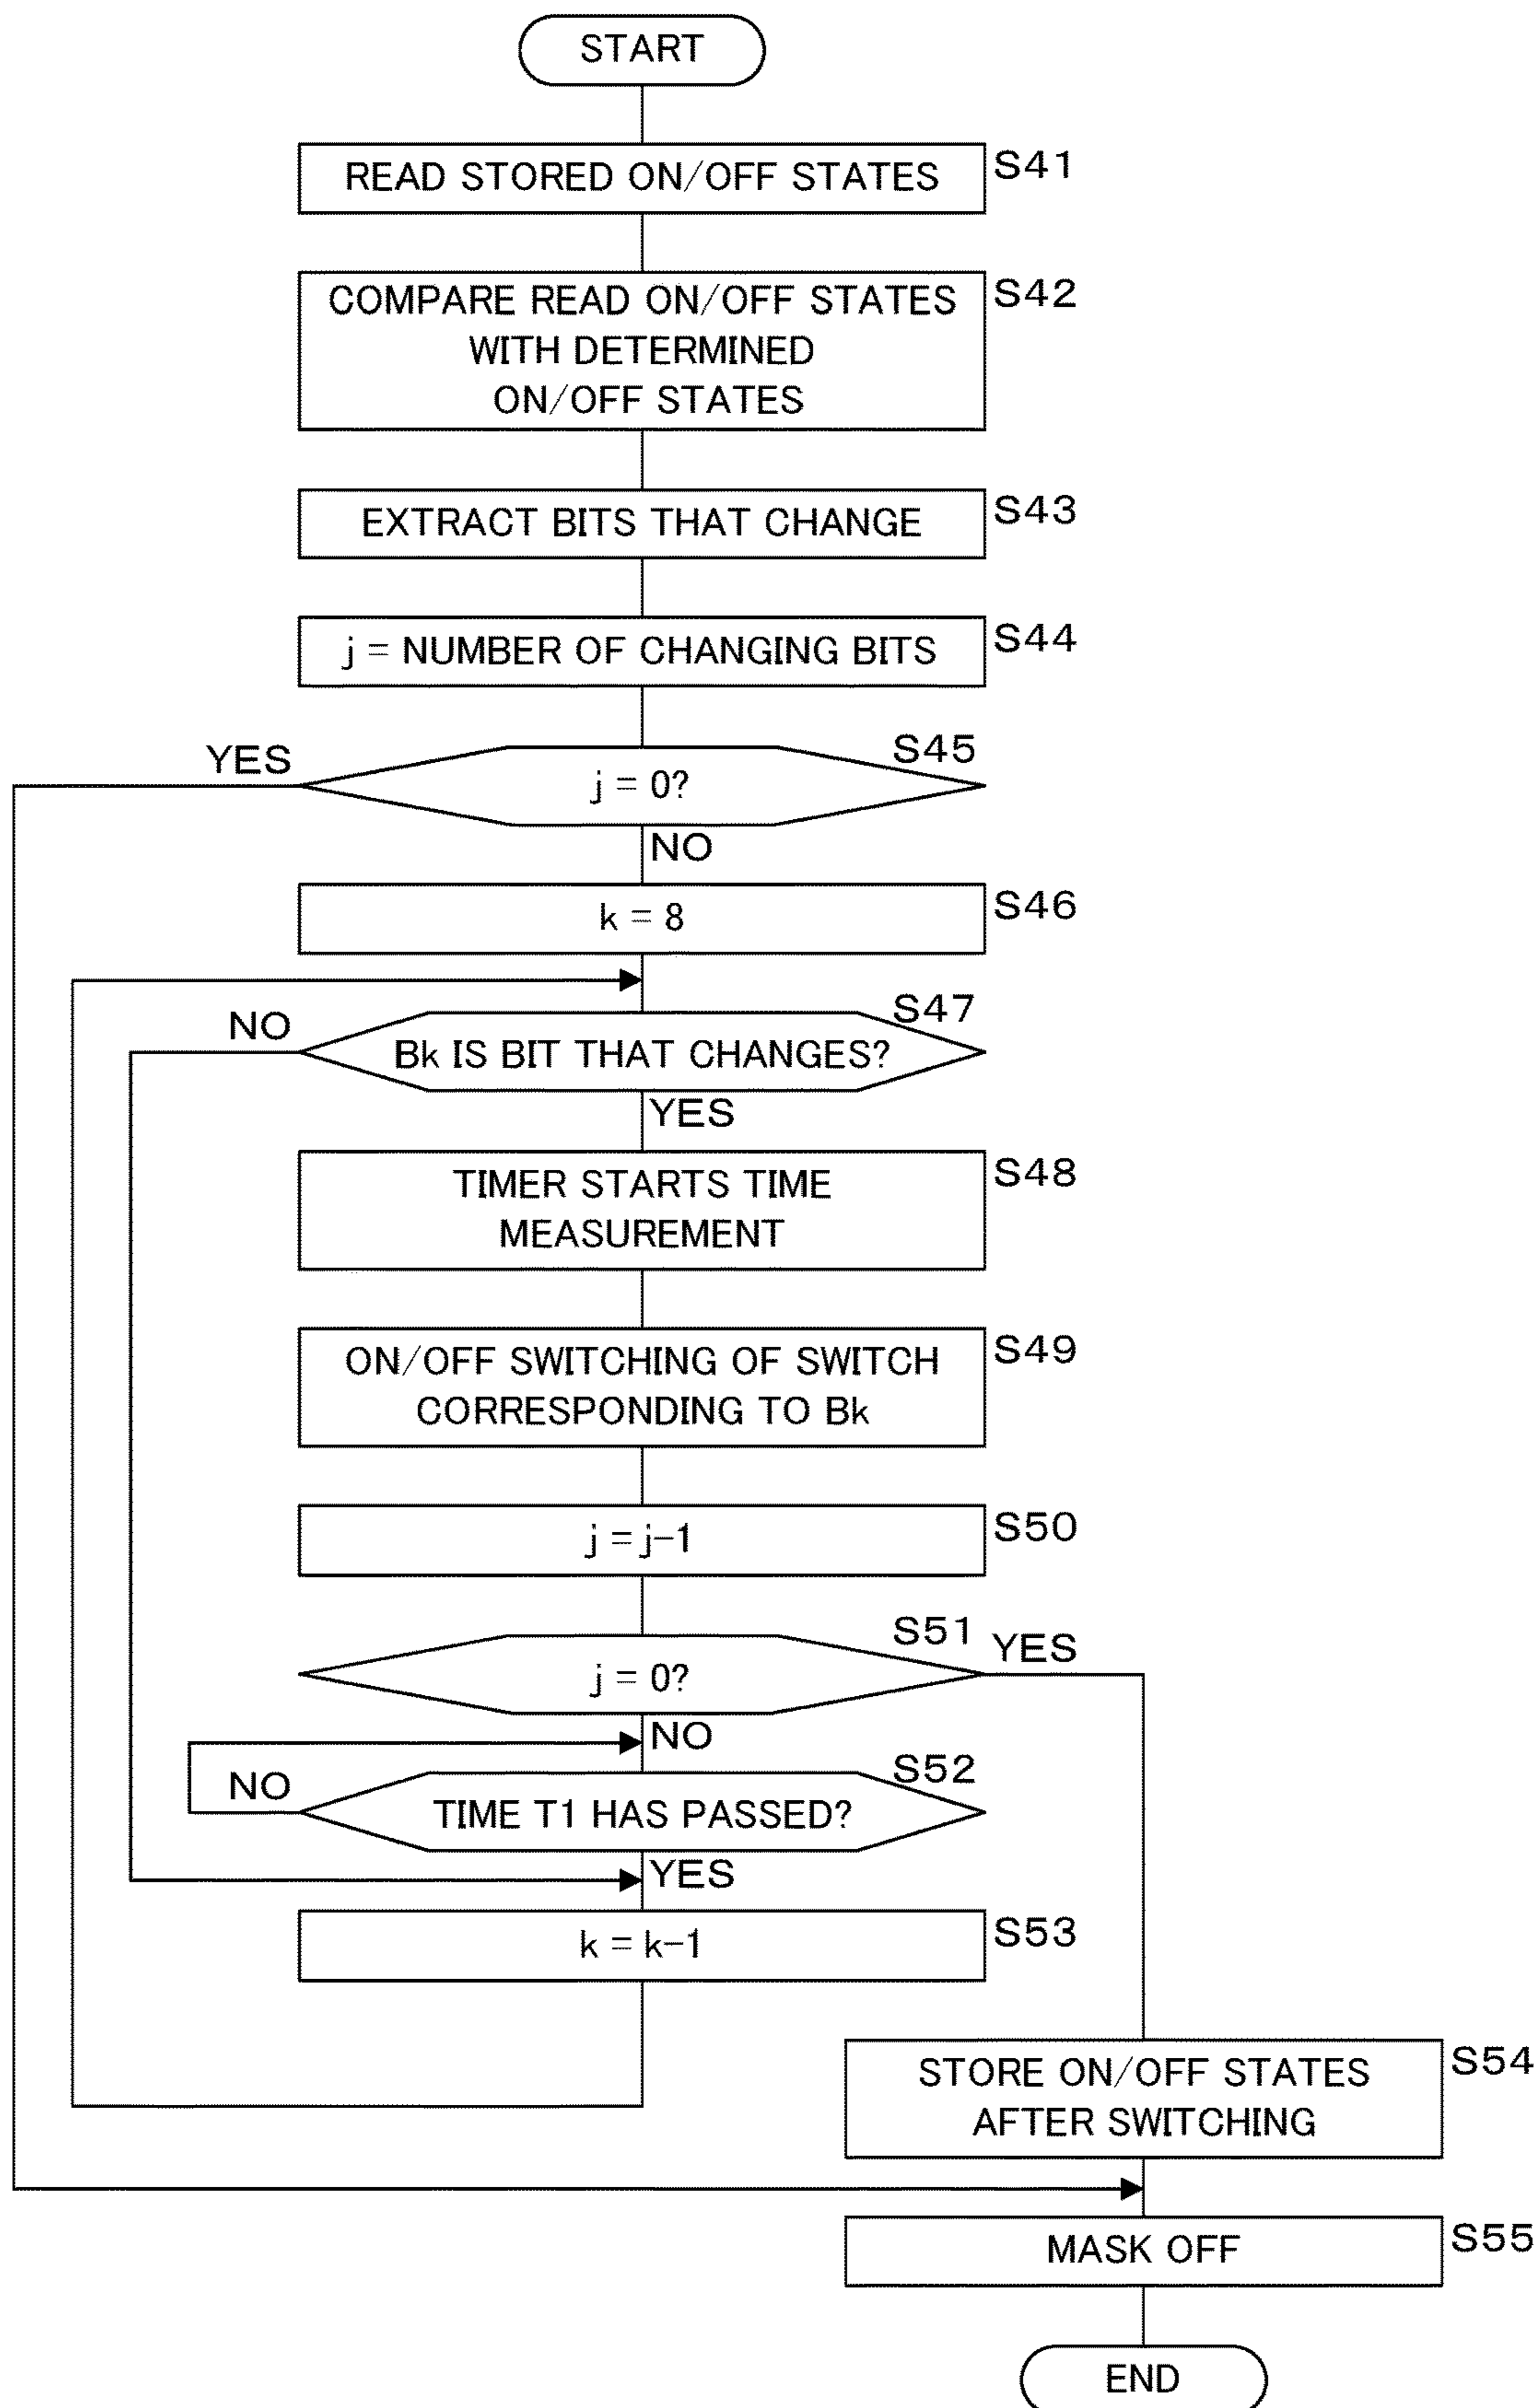 START
READ STORED ON/OFF STATES
S41
COMPARE READ ON/OFF STATES
WITH DETERMINED
ON/OFF STATES
S42
EXTRACT BITS THAT CHANGE
S43
j = NUMBER OF CHANGING BITS
S44
YES
S45
j = 0?
NO
k = 8
S46
NO
S47
Bk IS BIT THAT CHANGES?
YES
TIMER STARTS TIME
MEASUREMENT
S48
ON/OFF SWITCHING OF SWITCH
CORRESPONDING TO Bk
S49
j = j-1
S50
S51
YES
j = 0?
NO
S52
NO
TIME T1 HAS PASSED?
YES
k = k-1
S53
STORE ON/OFF STATES
AFTER SWITCHING
S54
MASK OFF
S55
END